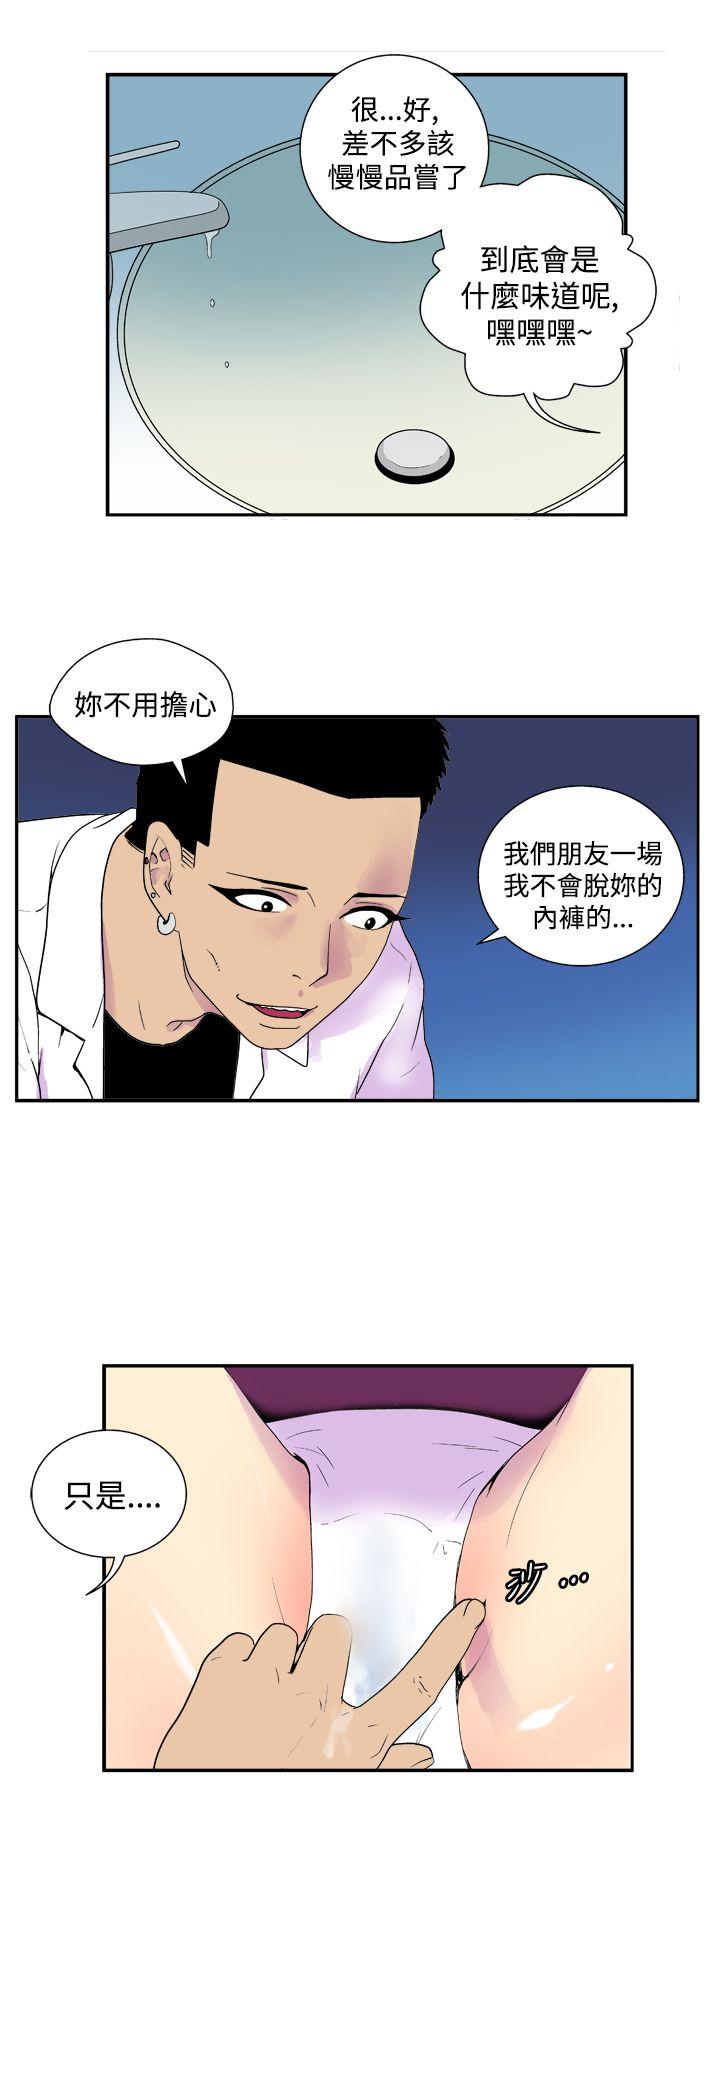 很...好,
差不多該
慢慢品嘗了
到底會是
什麼味道呢,
嘿嘿嘿~
妳不用擔心
我們朋友一場
我不會脫妳的
內褲的...
只是....
沙...